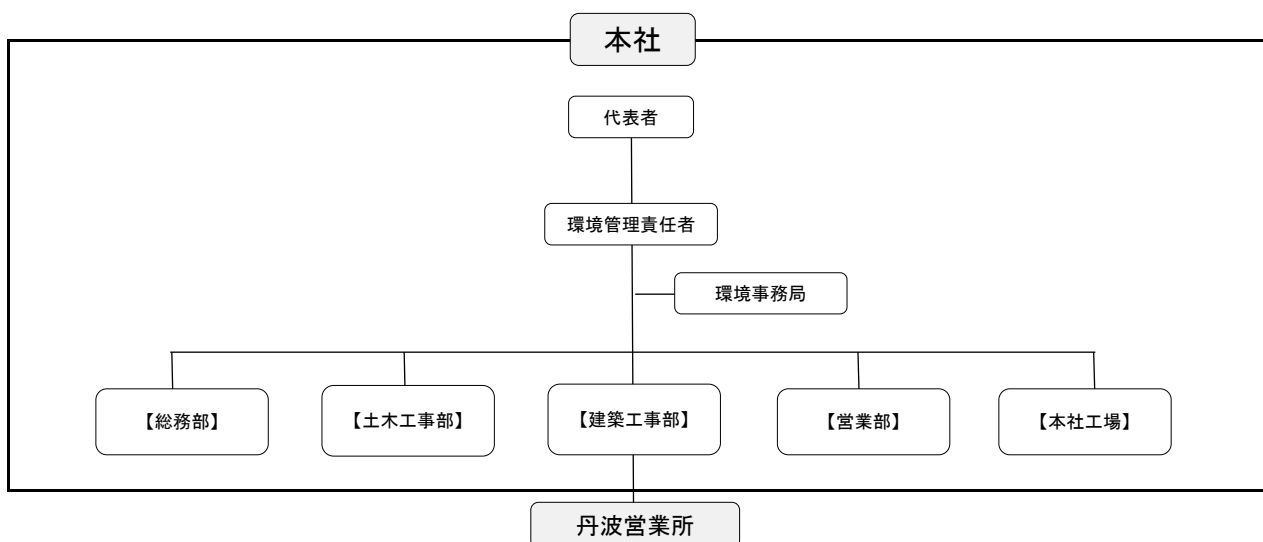 本社
代表者
環境管理責任者
環境事務局
【総務部】
【土木工事部】
【建築工事部】
【営業部】
【本社工場】
丹波営業所